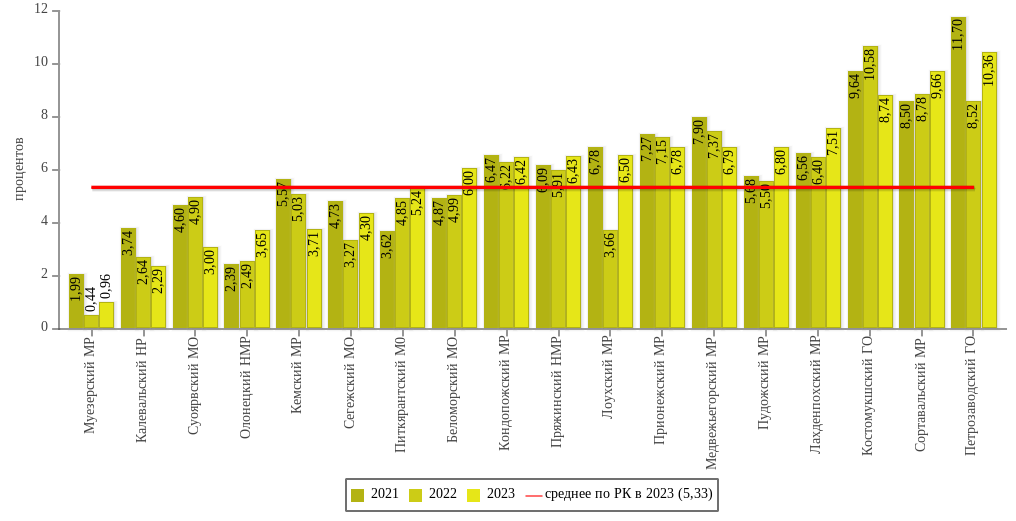 процентов
12
10
8
6
4
2
0
1,99 0,44 0,96
3,74 2,64 2,29
4,60 4,90 3,00
2,39 2,49 3,65
5,57 5,03 3,71
4,73 3,27 4,30
3,62 4,85 5,24
4,87 4,99 6,00
6,47 6,22 6,42
6,09 5,91 6,43
6,78 3,66 6,50
7,27 7,15 6,78
7,90 7,37 6,79
5,68 5,50 6,80
6,56 6,40 7,51
9,64 10,58 8,74
8,50 8,78 9,66
11,70 8,52 10,36
Муезерский МР
Калевальский НР
Суоярвский МО
Олонецкий НМР
Кемский МР
Сегежский МО
Питкярантский М0
Беломорский МО
Кондопожский МР
Пряжинский НМР
Лоухский МР
Прионежский МР
Медвежьегорский МР
Пудожский МР
Лахденпохский МР
Костомукшский ГО
Сортавальский МР
Петрозаводский ГО
2021 2022 2023 среднее по РК в 2023 (5,33)